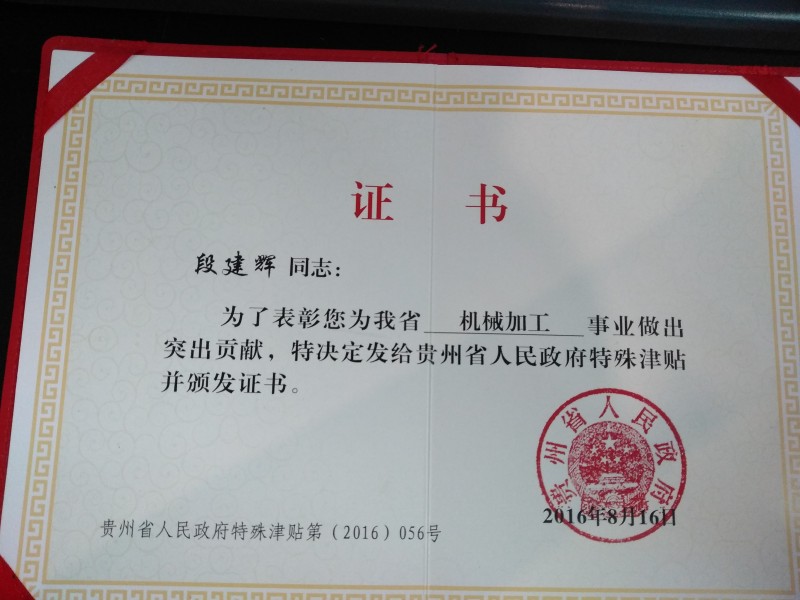 证 书
段建辉 同志：
为了表彰您为我省 机械加工 事业做出
突出贡献，特决定发给贵州省人民政府特殊津贴
并颁发证书。
贵州省人民政府
2016年8月16日
贵州省人民政府特殊津贴第（2016）056号